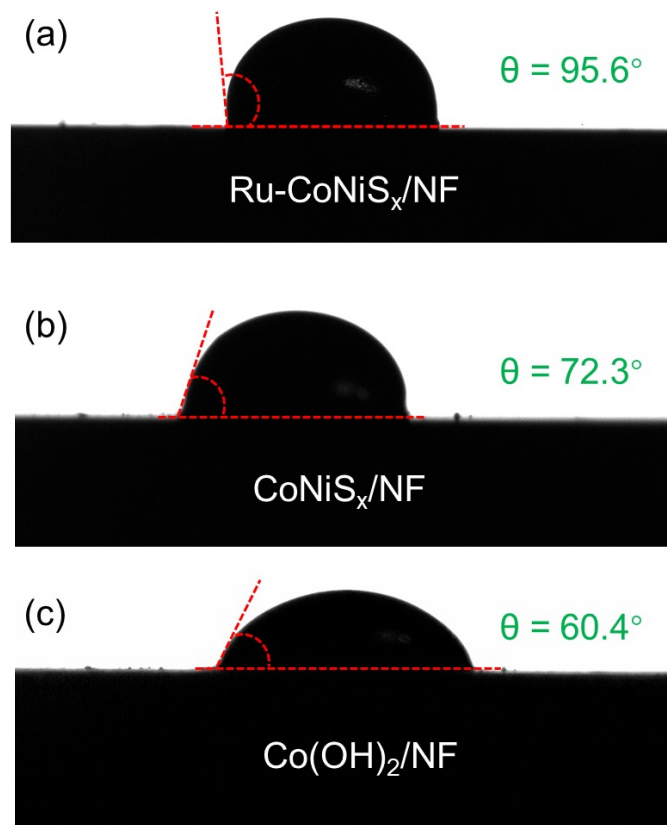 (a)
θ = 95.6°
Ru-CoNiSₓ/NF
(b)
θ = 72.3°
CoNiSₓ/NF
(c)
θ = 60.4°
Co(OH)₂/NF